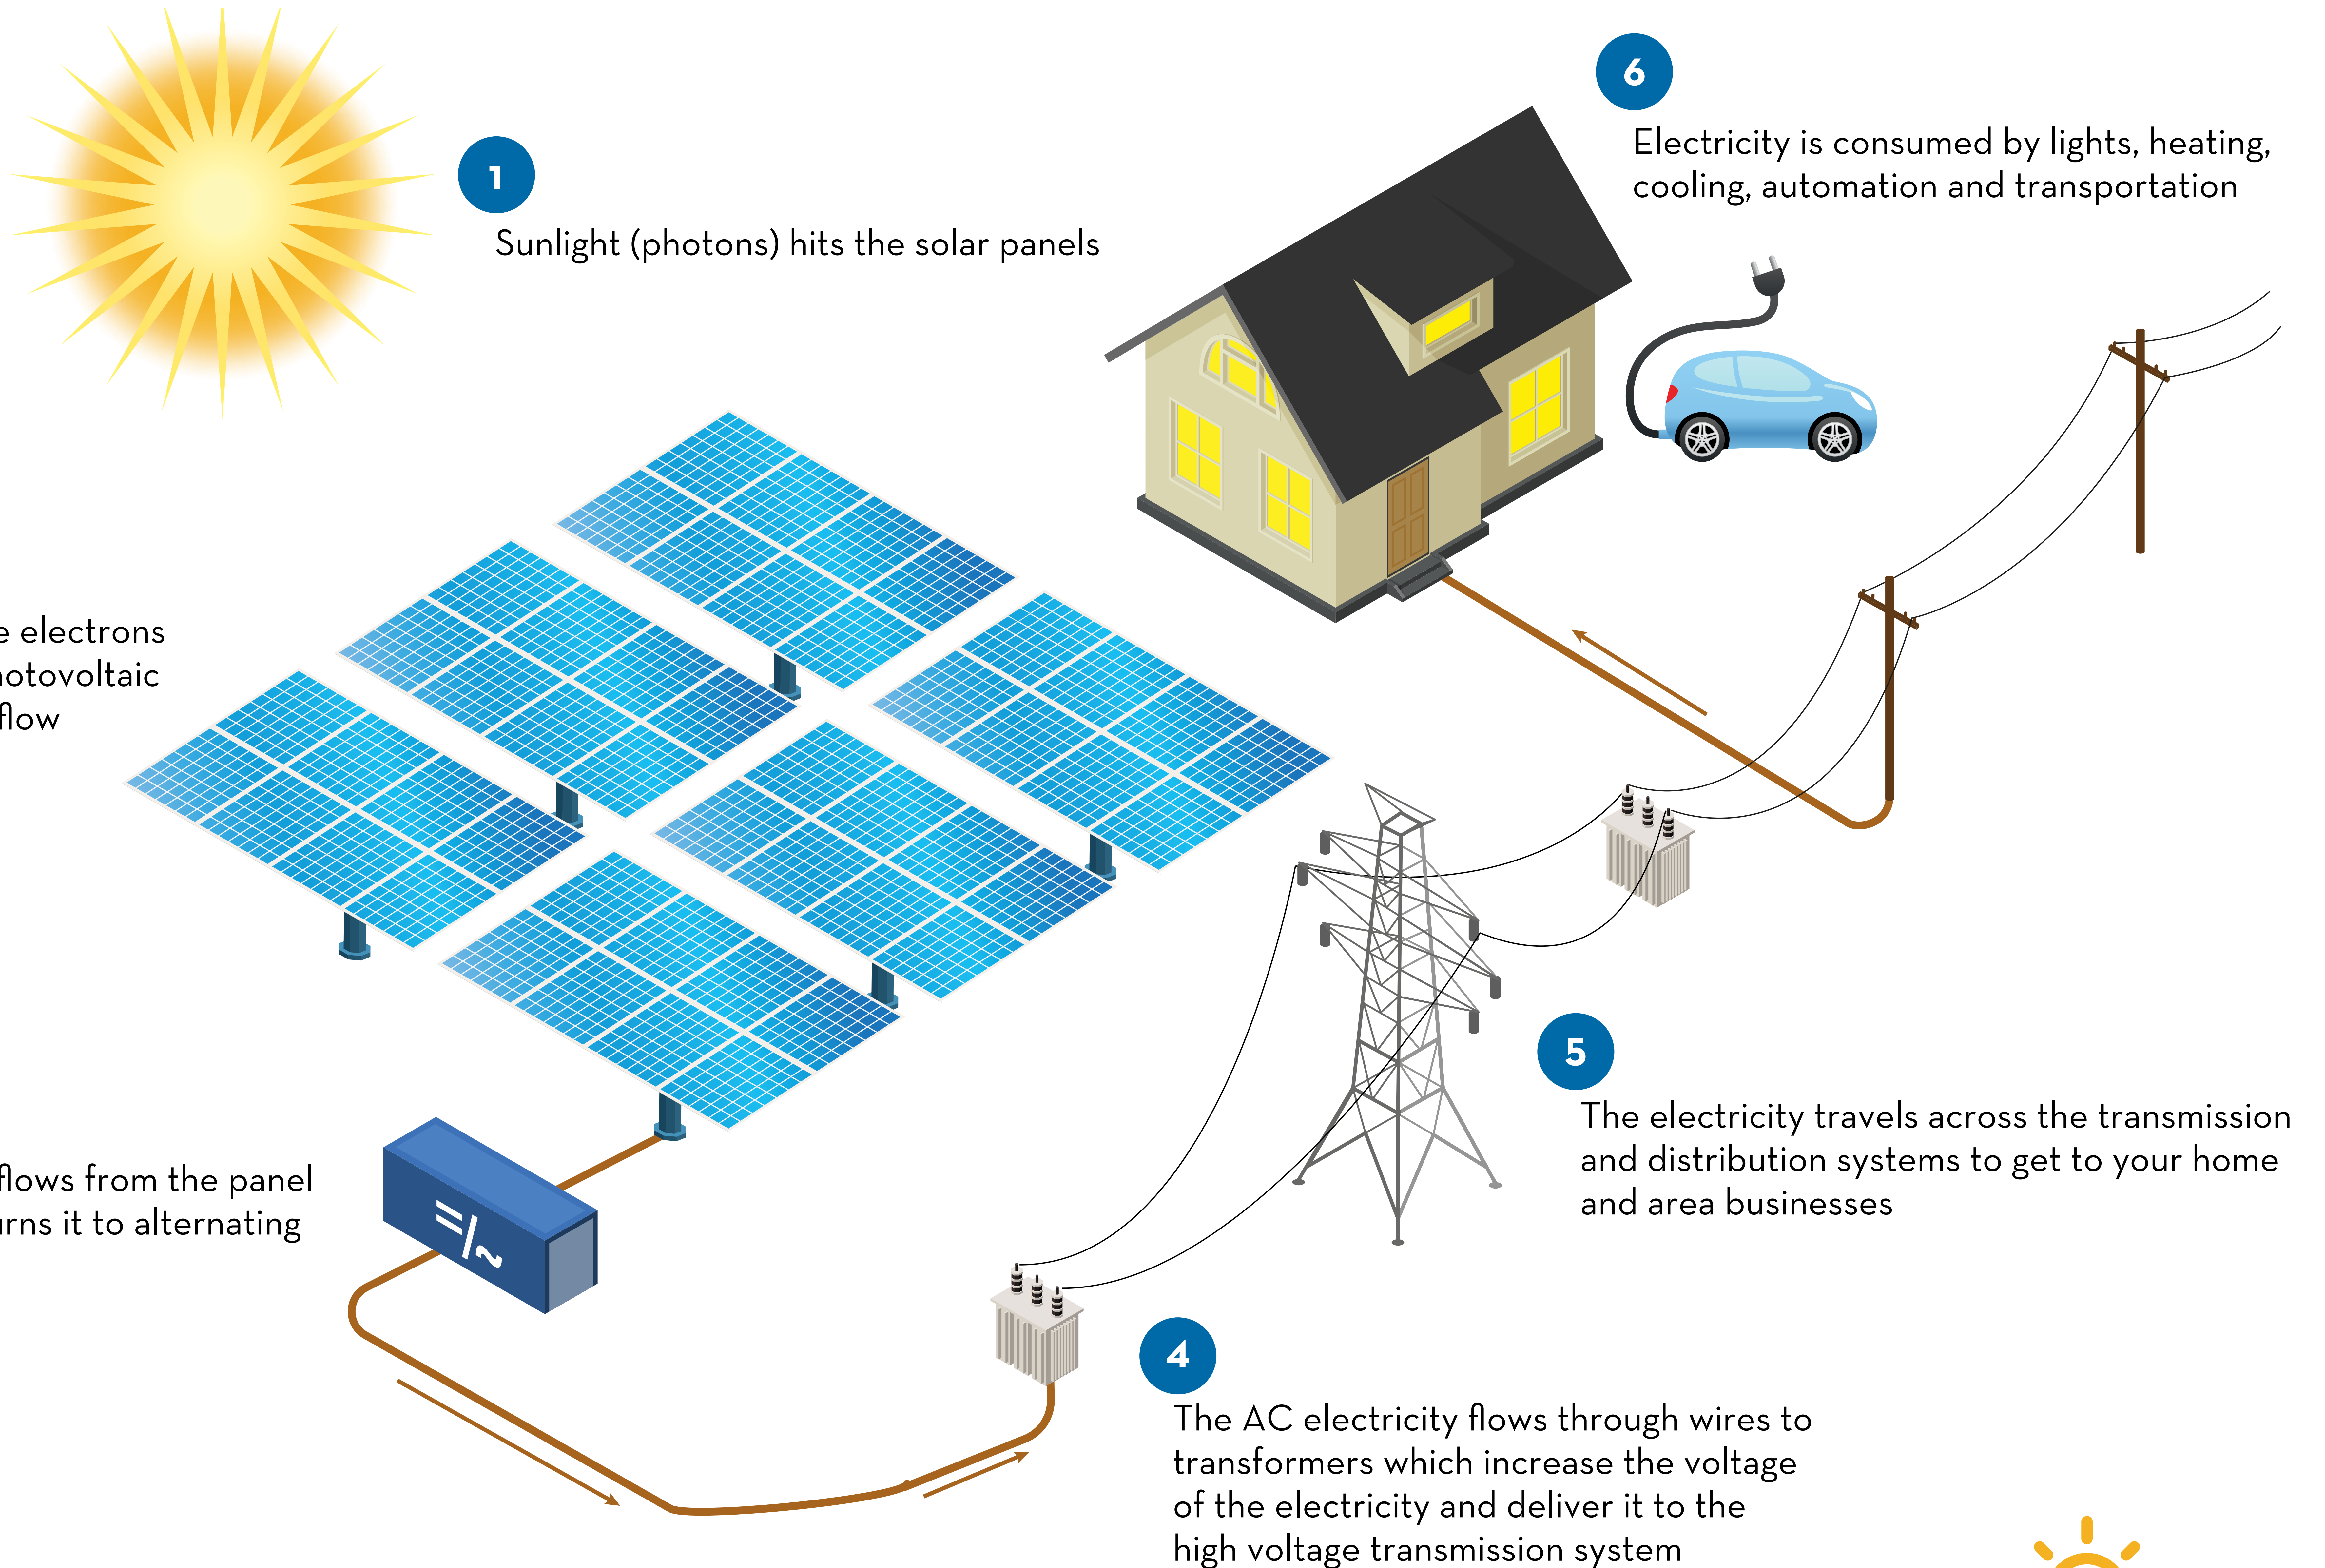 1
Sunlight (photons) hits the solar panels
6
Electricity is consumed by lights, heating,
cooling, automation and transportation
electrons
flow
flows from the panel
it to alternating
=/~
5
The electricity travels across the transmission
and distribution systems to get to your home
and area businesses
4
The AC electricity flows through wires to
transformers which increase the voltage
of the electricity and deliver it to the
high voltage transmission system